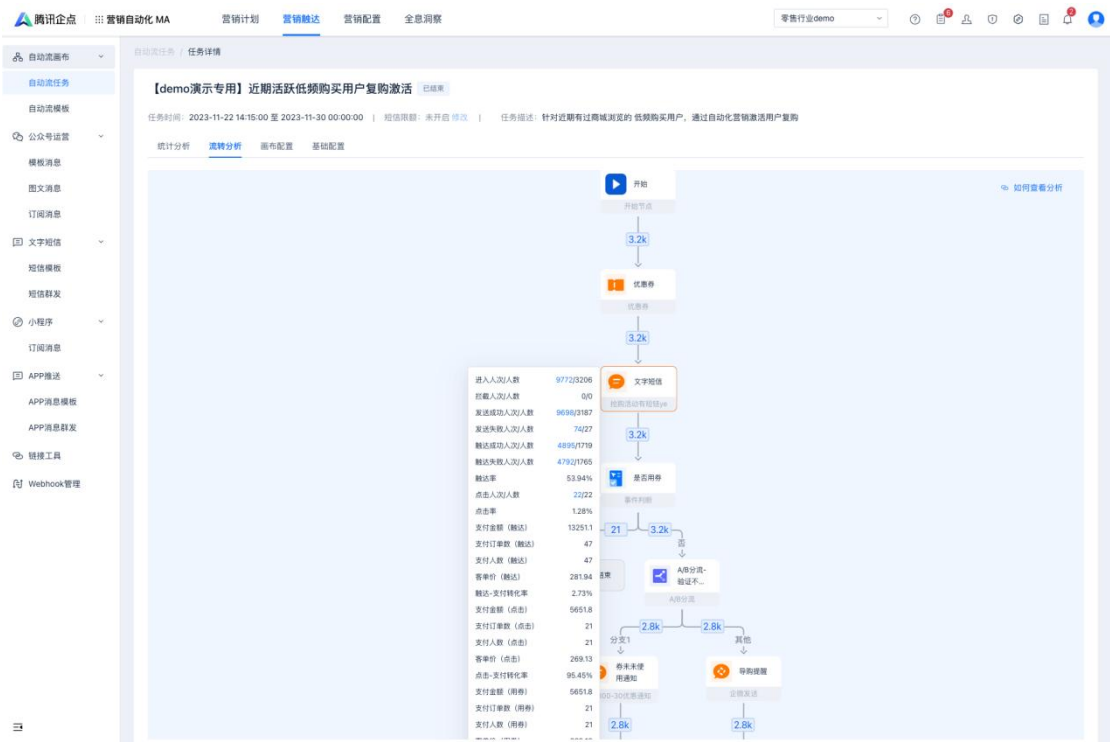 腾讯企点 营销自动化 MA 营销计划 营销触达 营销配置 全息洞察 零售行业demo 6 2
自动流画布
自动流任务
自动流模板
公众号运营
模板消息
图文消息
订阅消息
文字短信
短信模板
短信群发
小程序
订阅消息
APP推送
APP消息模板
APP消息群发
链接工具
Webhook管理
自动流任务 / 任务详情
【demo演示专用】近期活跃低频购买用户复购激活 已结束
任务时间：2023-11-22 14:15:00 至 2023-11-30 00:00:00 | 短信限额：未开启 修改 | 任务描述：针对近期有过商城浏览的 低频购买用户，通过自动化营销激活用户复购
统计分析 流转分析 画布配置 基础配置
如何查看分析
开始
开始节点
3.2k
优惠券
优惠券
3.2k
文字短信
抢购活动有短链ye
3.2k
是否用券
事件判断
21 3.2k
否
结束
A/B分流-
验证不...
A/B分流
2.8k 2.8k
分支1 其他
券未未使
用通知
00-30优惠通知
导购提醒
企微发送
2.8k 2.8k
进入人次/人数 9772/3206
拦截人次/人数 0/0
发送成功人次/人数 9698/3187
发送失败人次/人数 74/27
触达成功人次/人数 4895/1719
触达失败人次/人数 4792/1765
触达率 53.94%
点击人次/人数 22/22
点击率 1.28%
支付金额（触达） 13251.1
支付订单数（触达） 47
支付人数（触达） 47
客单价（触达） 281.94
触达-支付转化率 2.73%
支付金额（点击） 5651.8
支付订单数（点击） 21
支付人数（点击） 21
客单价（点击） 269.13
点击-支付转化率 95.45%
支付金额（用券） 5651.8
支付订单数（用券） 21
支付人数（用券） 21